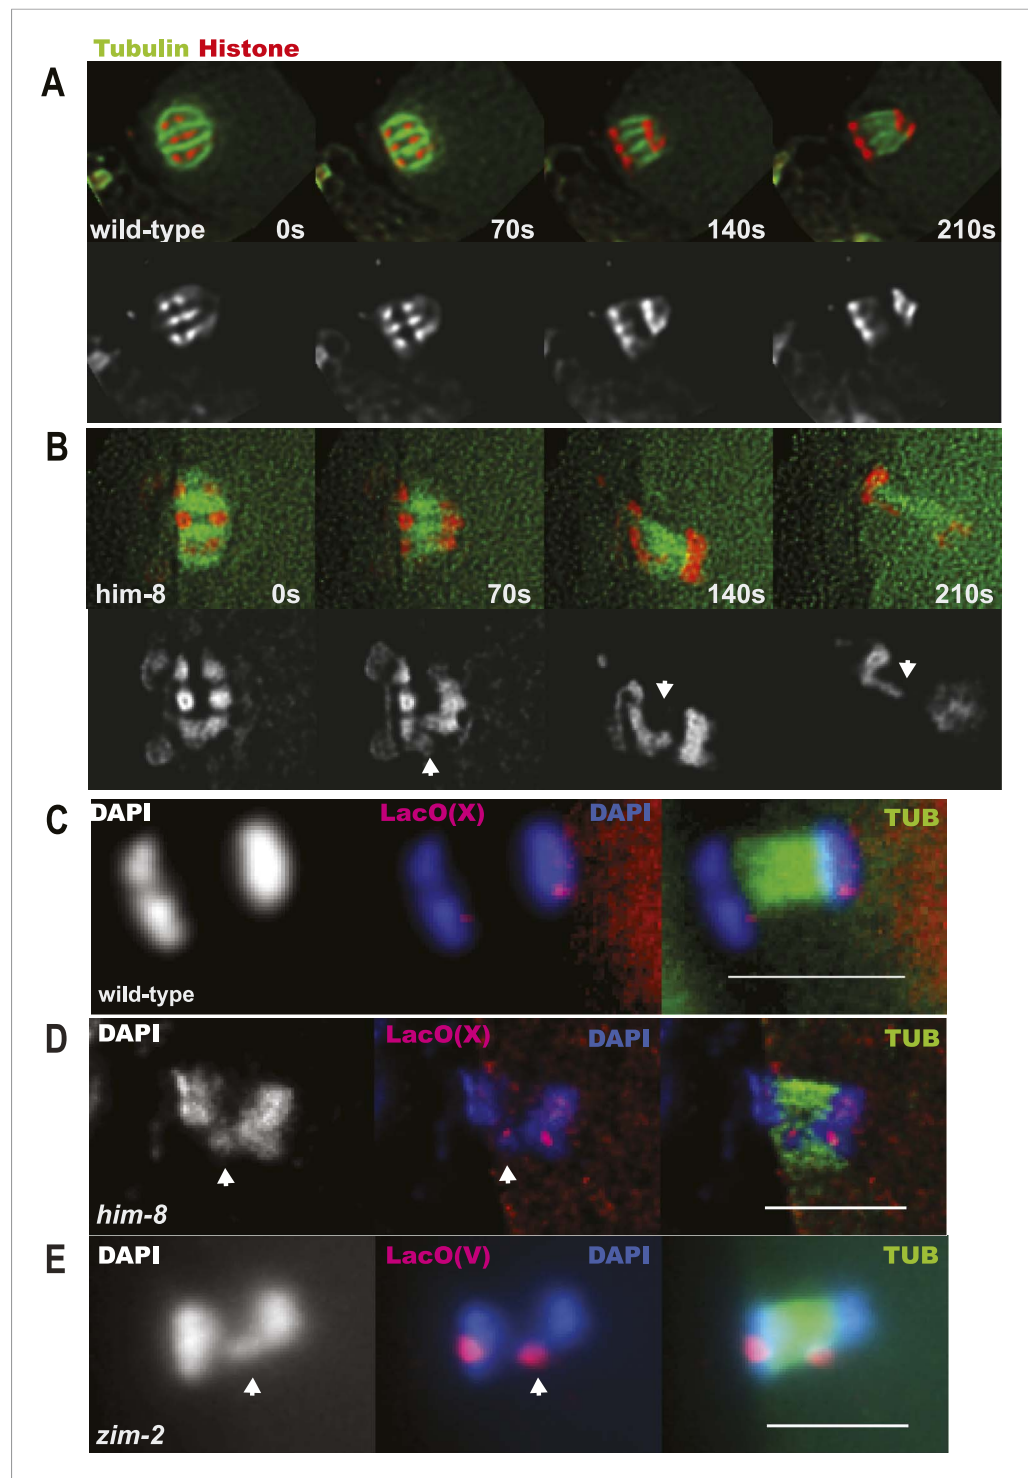 Tubulin Histone
A
wild-type 0s 70s 140s 210s
B
him-8 0s 70s 140s 210s
C
DAPI LacO(X) DAPI TUB
wild-type
D
DAPI LacO(X) DAPI TUB
him-8
E
DAPI LacO(V) DAPI TUB
zim-2